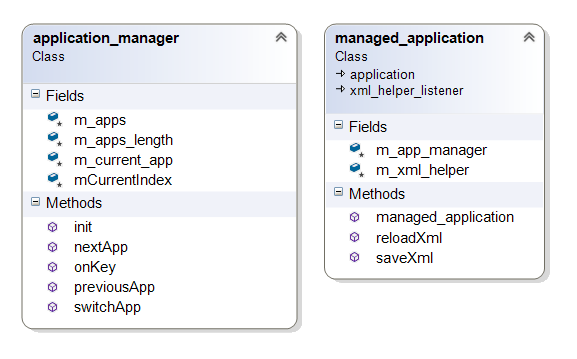 application_manager
Class
Fields
m_apps
m_apps_length
m_current_app
mCurrentIndex
Methods
init
nextApp
onKey
previousApp
switchApp
managed_application
Class
application
xml_helper_listener
Fields
m_app_manager
m_xml_helper
Methods
managed_application
reloadXml
saveXml